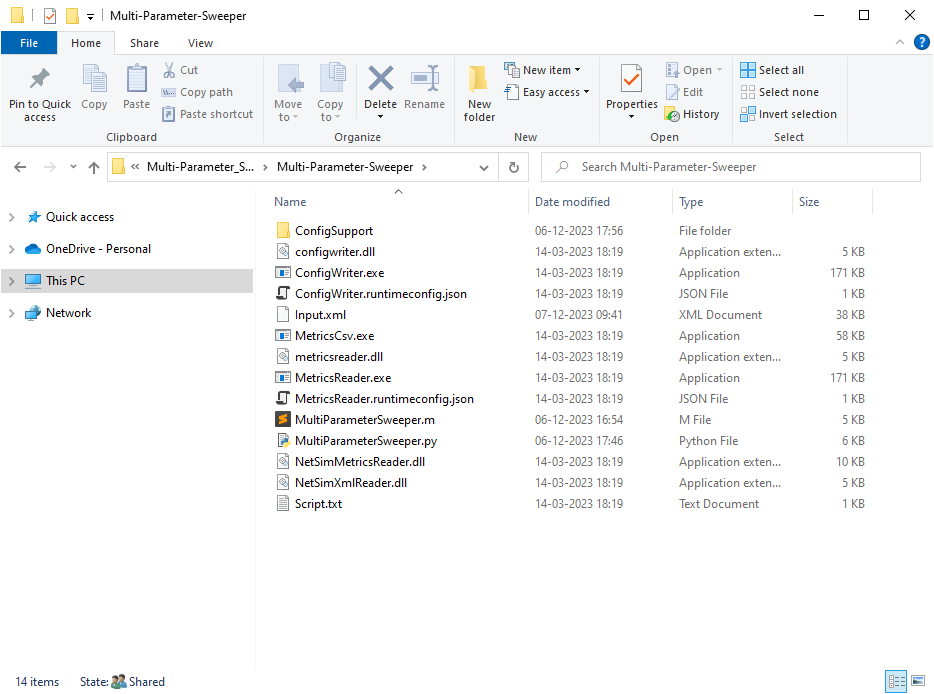 Multi-Parameter-Sweeper
File Home Share View
Pin to Quick access
Copy
Paste
Cut
Copy path
Paste shortcut
Clipboard
Move to
Copy to
Delete
Rename
Organize
New folder
New item
Easy access
New
Properties
Open
Edit
History
Open
Select all
Select none
Invert selection
Select
« Multi-Parameter_S... > Multi-Parameter-Sweeper >
Search Multi-Parameter-Sweeper
Quick access
OneDrive - Personal
This PC
Network
Name Date modified Type Size
ConfigSupport 06-12-2023 17:56 File folder
configwriter.dll 14-03-2023 18:19 Application exten... 5 KB
ConfigWriter.exe 14-03-2023 18:19 Application 171 KB
ConfigWriter.runtimeconfig.json 14-03-2023 18:19 JSON File 1 KB
Input.xml 07-12-2023 09:41 XML Document 38 KB
MetricsCsv.exe 14-03-2023 18:19 Application 58 KB
metricsreader.dll 14-03-2023 18:19 Application exten... 5 KB
MetricsReader.exe 14-03-2023 18:19 Application 171 KB
MetricsReader.runtimeconfig.json 14-03-2023 18:19 JSON File 1 KB
MultiParameterSweeper.m 06-12-2023 16:54 M File 5 KB
MultiParameterSweeper.py 06-12-2023 17:46 Python File 6 KB
NetSimMetricsReader.dll 14-03-2023 18:19 Application exten... 10 KB
NetSimXmlReader.dll 14-03-2023 18:19 Application exten... 5 KB
Script.txt 14-03-2023 18:19 Text Document 1 KB
14 items State: Shared